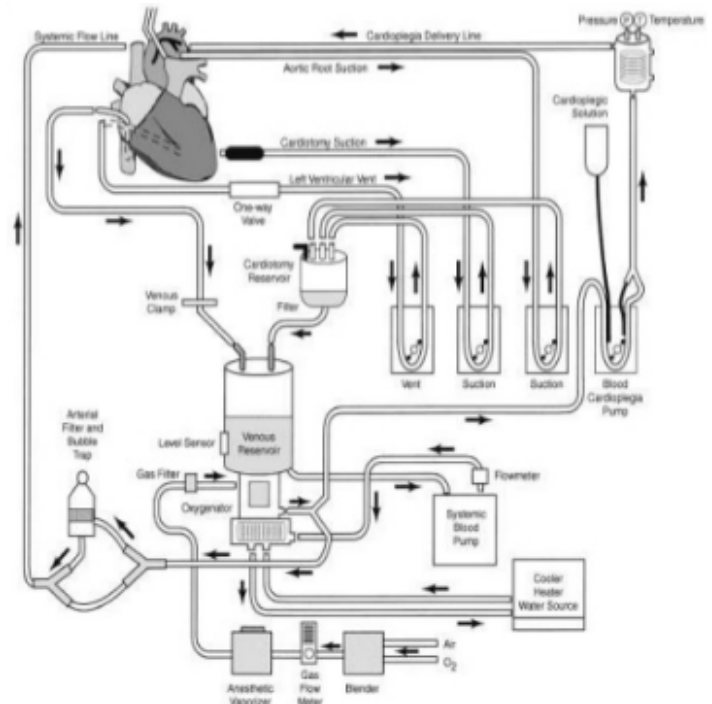 Systemic Flow Line
Cardioplegia Delivery Line
Pressure P T Temperature
Aortic Root Suction
Cardioplegic
Solution
Cardiotomy Suction
Left Ventricular Vent
One-way
Valve
Cardiotomy
Reservoir
Venous
Clamp
Filter
Vent
Suction
Suction
Blood
Cardioplegia
Pump
Arterial
Filter and
Bubble
Trap
Level Sensor
Venous
Reservoir
Gas Filter
Flowmeter
Oxygenator
Systemic
Blood
Pump
Cooler
Heater
Water Source
Air
O2
Anesthetic
Vaporizer
Gas
Flow
Meter
Blender